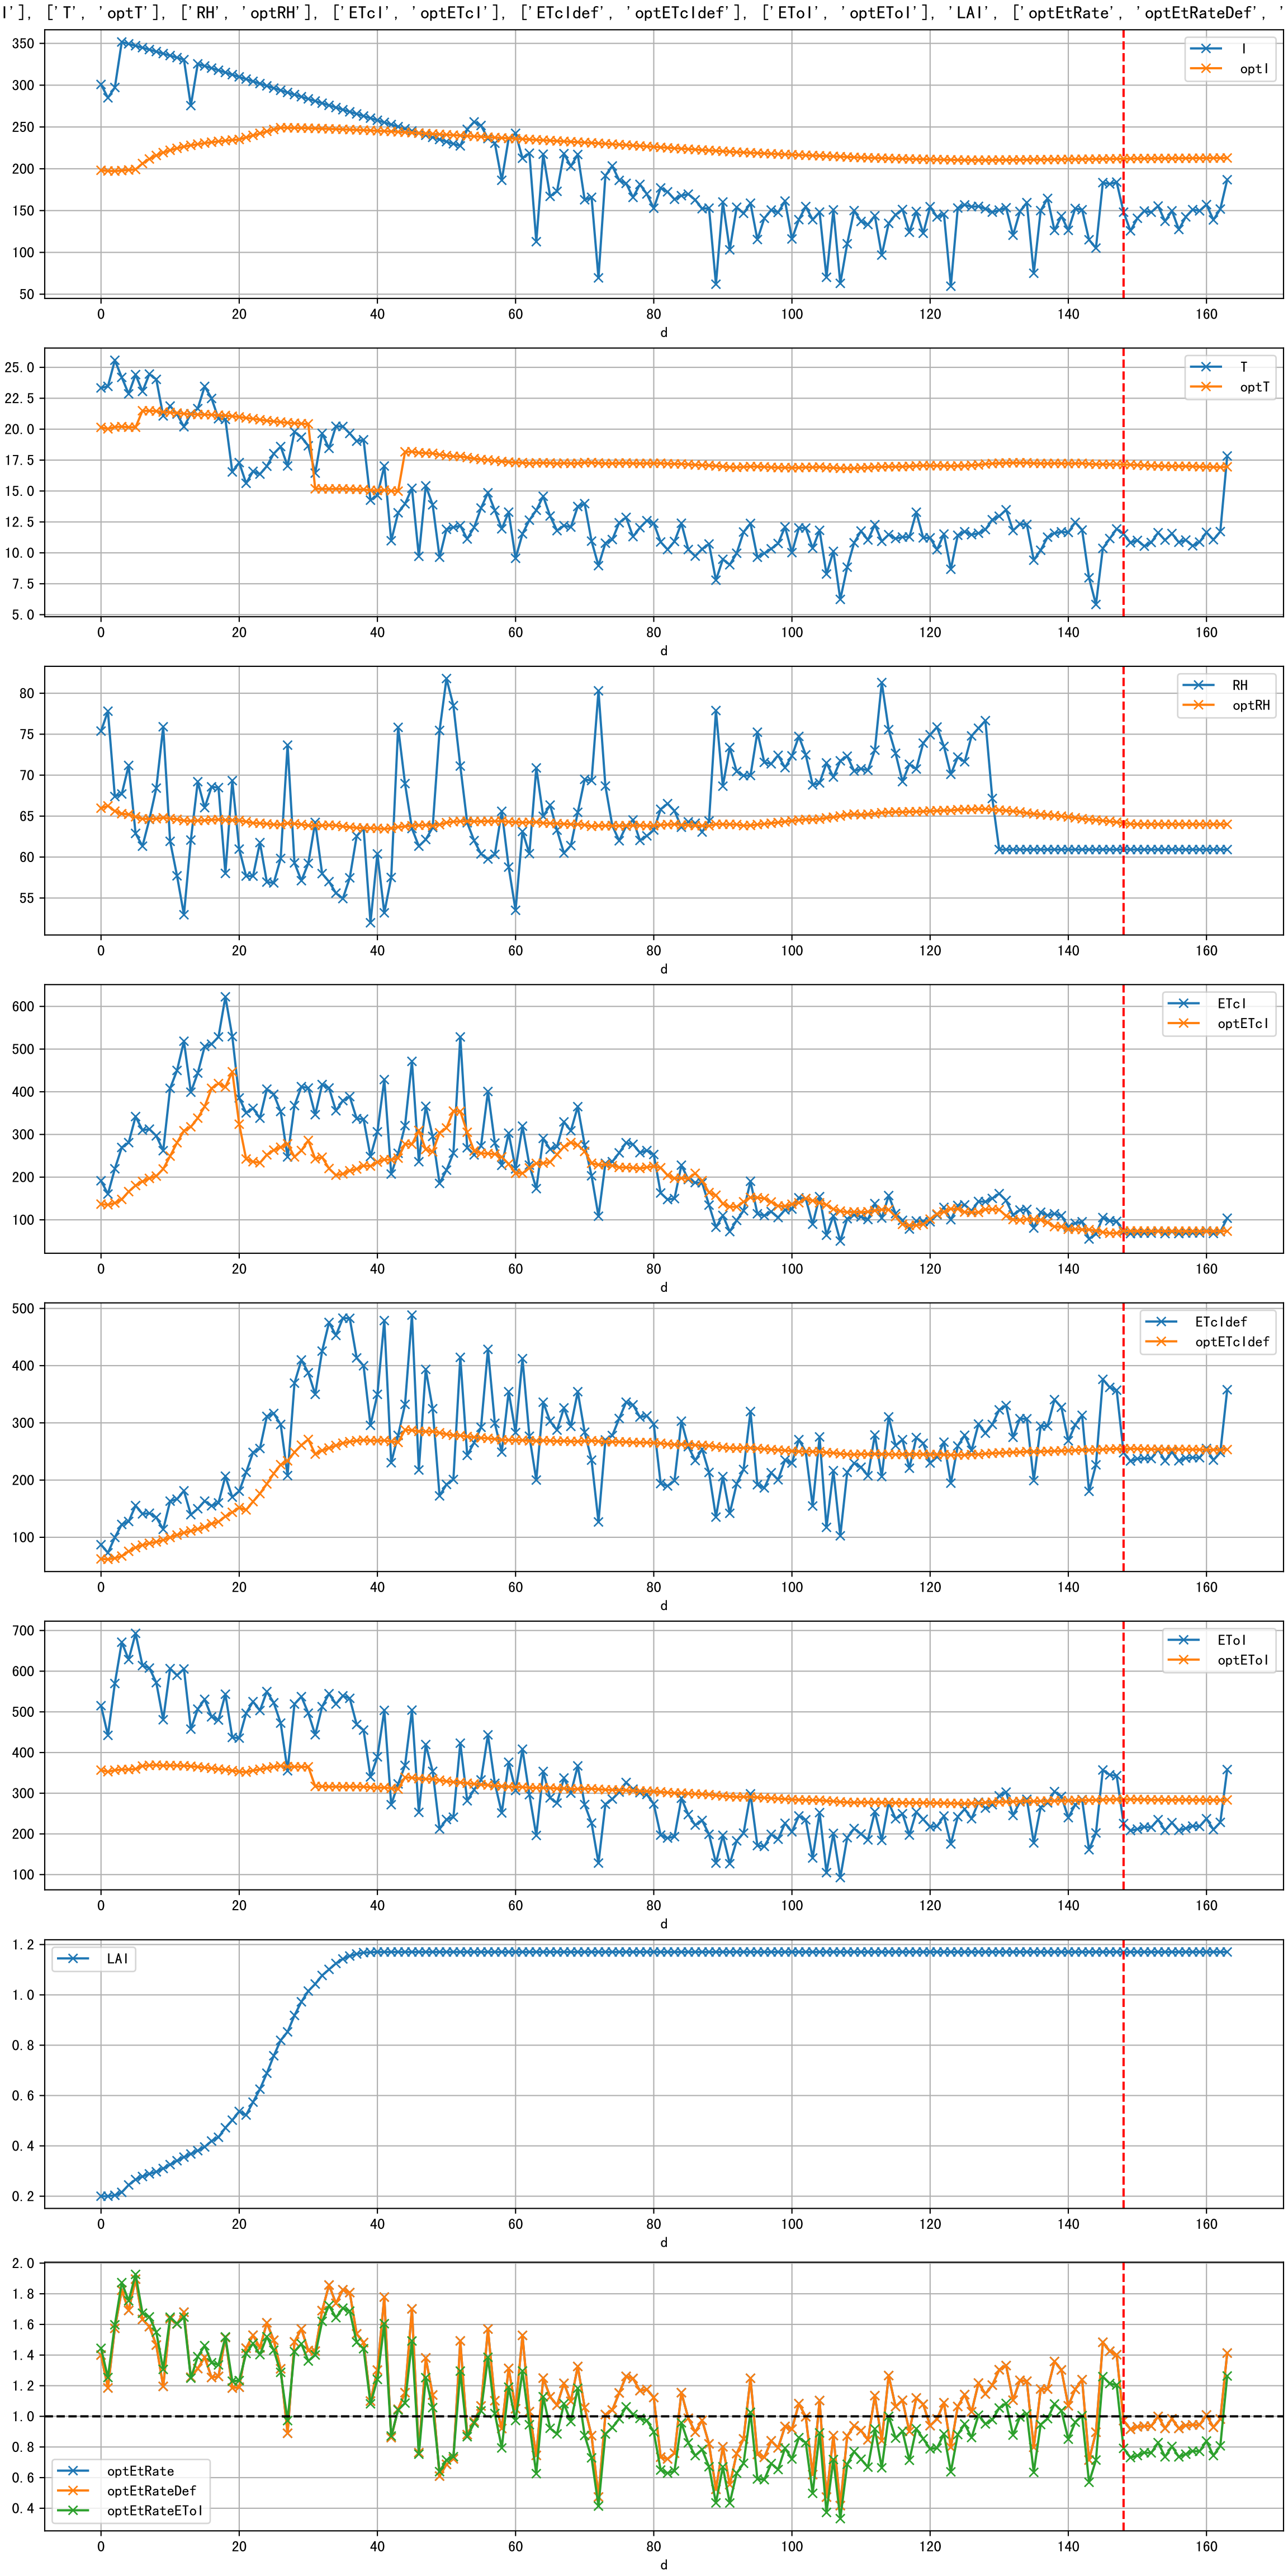 I'], ['T', 'optT'], ['RH', 'optRH'], ['ETcI', 'optETcI'], ['ETcIdef', 'optETcIdef'], ['EToI', 'optEToI'], 'LAI', ['optEtRate', 'optEtRateDef', '
350
300
250
200
150
100
50
I
optI
0 20 40 60 80 100 120 140 160
d
25.0
22.5
20.0
17.5
15.0
12.5
10.0
7.5
5.0
T
optT
0 20 40 60 80 100 120 140 160
d
80
75
70
65
60
55
RH
optRH
0 20 40 60 80 100 120 140 160
d
600
500
400
300
200
100
ETcI
optETcI
0 20 40 60 80 100 120 140 160
d
500
400
300
200
100
ETcIdef
optETcIdef
0 20 40 60 80 100 120 140 160
d
700
600
500
400
300
200
100
EToI
optEToI
0 20 40 60 80 100 120 140 160
d
1.2
1.0
0.8
0.6
0.4
0.2
LAI
0 20 40 60 80 100 120 140 160
d
2.0
1.8
1.6
1.4
1.2
1.0
0.8
0.6
0.4
optEtRate
optEtRateDef
optEtRateEToI
0 20 40 60 80 100 120 140 160
d